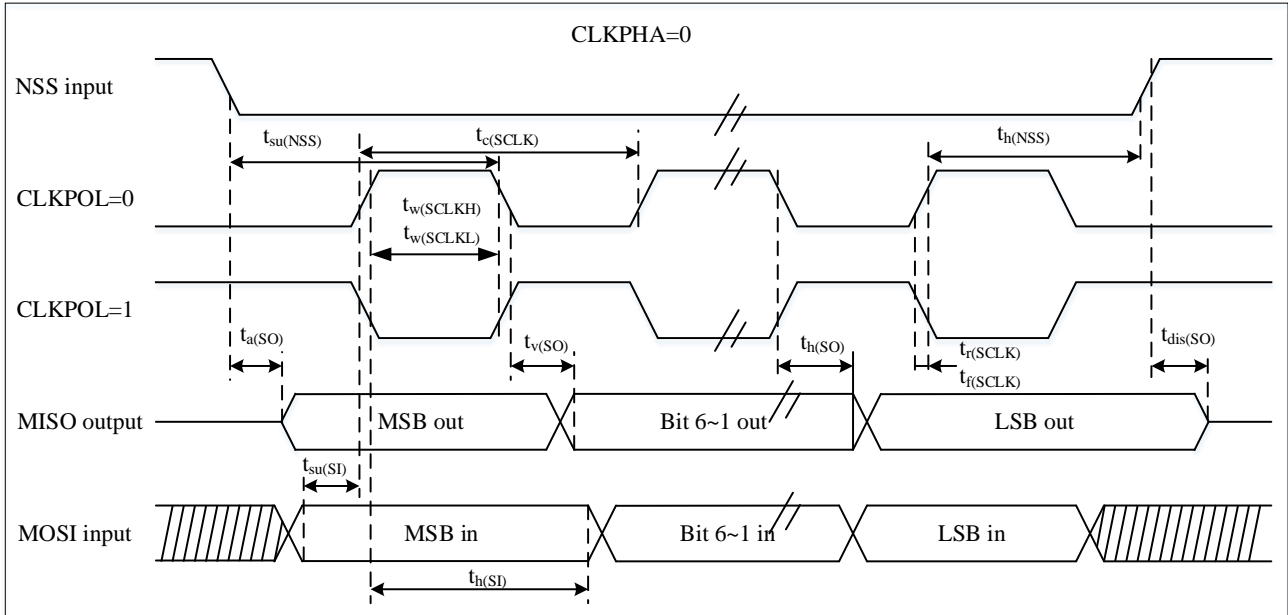 CLKPHA=0
NSS input
tsu(NSS)
tc(SCLK)
th(NSS)
CLKPOL=0
tw(SCLKH)
tw(SCLKL)
CLKPOL=1
ta(SO)
tv(SO)
th(SO)
tr(SCLK)
tf(SCLK)
tdis(SO)
MISO output
MSB out
Bit 6~1 out
LSB out
tsu(SI)
MOSI input
MSB in
Bit 6~1 in
LSB in
th(SI)